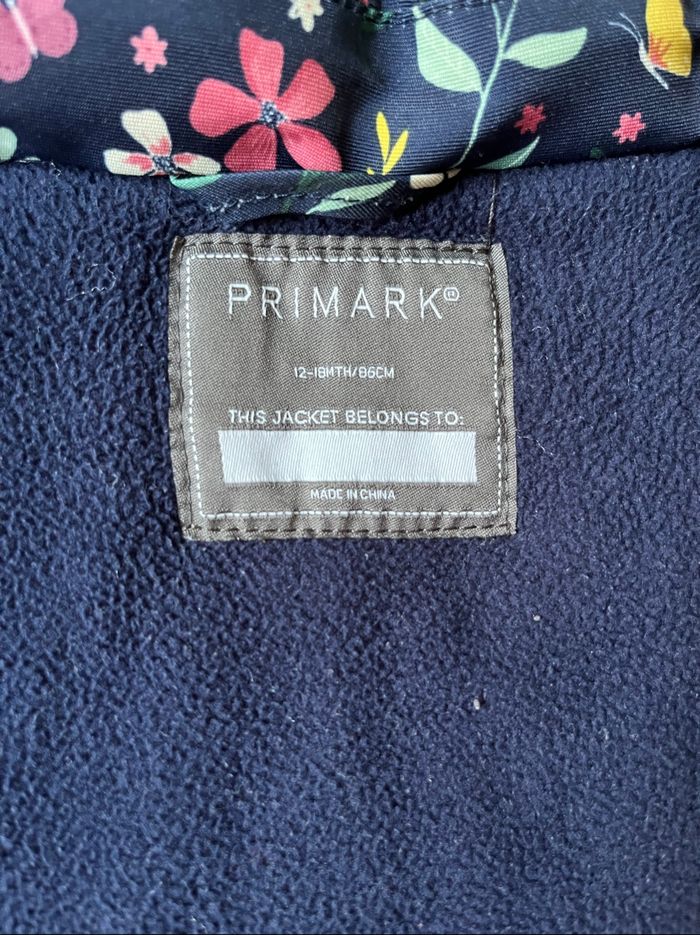 PRIMARK®
12-18MTH/86CM
THIS JACKET BELONGS TO:
MADE IN CHINA